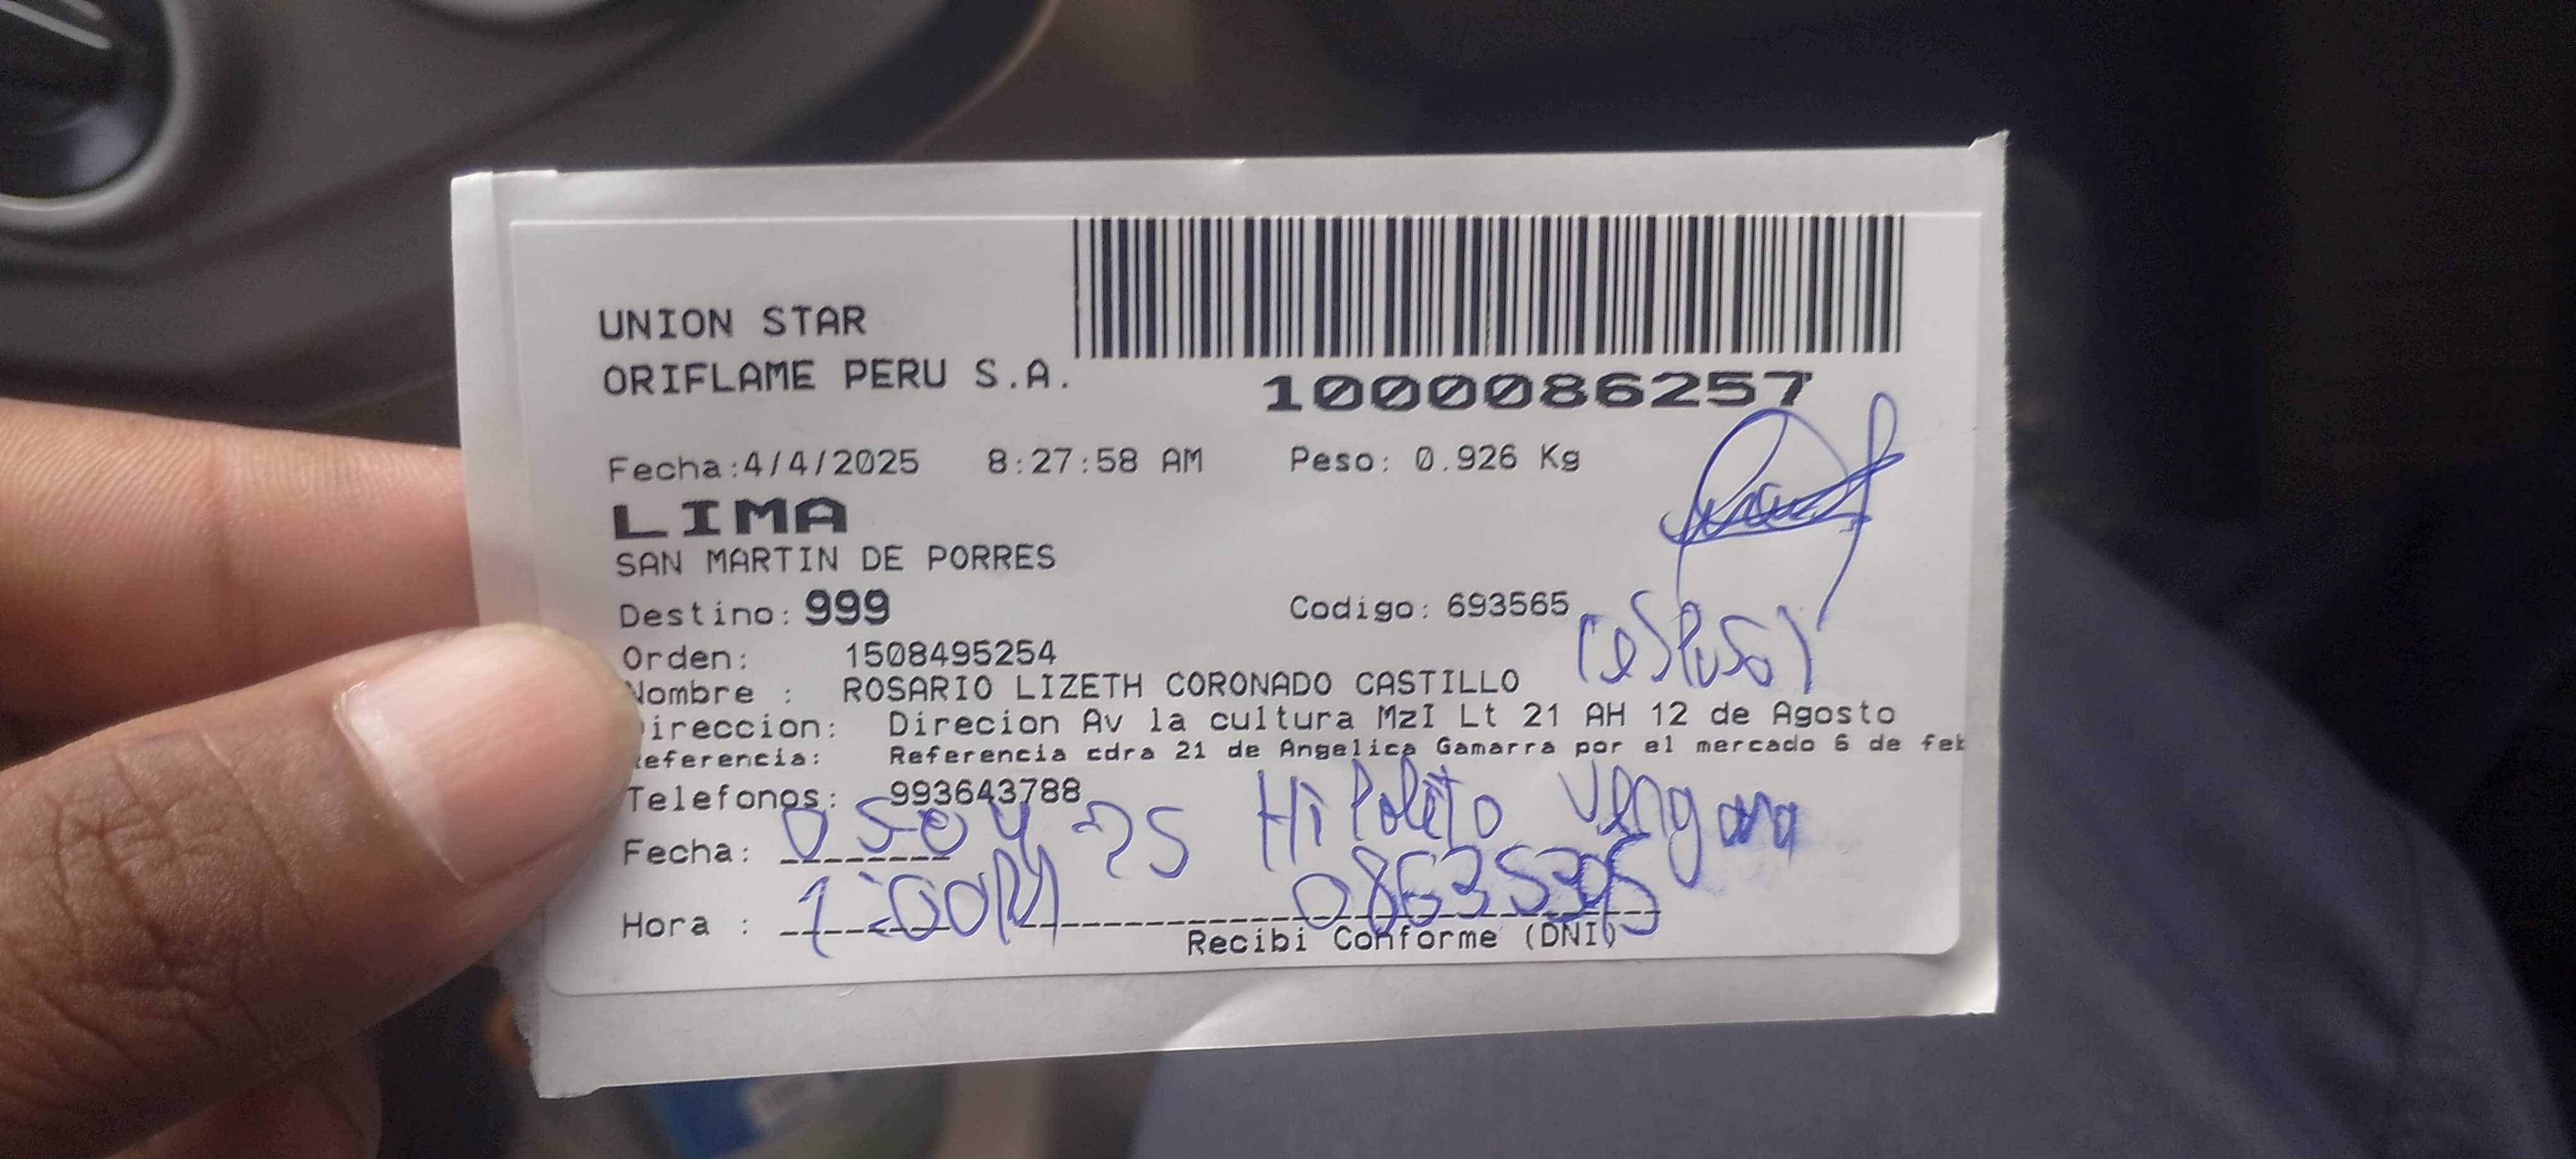 UNION STAR
ORIFLAME PERU S.A.
1000086257
Fecha:4/4/2025 8:27:58 AM Peso: 0.926 Kg
LIMA
SAN MARTIN DE PORRES
Destino: 999 Codigo: 693565
(esposo)
Orden: 1508495254
Nombre : ROSARIO LIZETH CORONADO CASTILLO
Direccion: Direcion Av la cultura MzI Lt 21 AH 12 de Agosto
Referencia: Referencia cdra 21 de Angelica Gamarra por el mercado 6 de feb
Telefonos: 993643788
Fecha: 05-04-25 Hipolito Vengara
Hora : 1:00PM
Recibi Conforme (DNI)